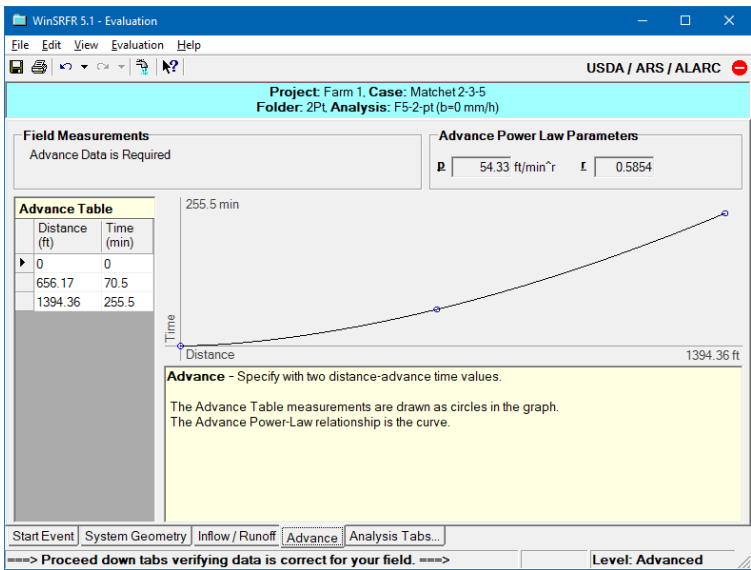 WinSRFR 5.1 - Evaluation
File Edit View Evaluation Help
USDA / ARS / ALARC
Project: Farm 1, Case: Matchet 2-3-5
Folder: 2Pt, Analysis: F5-2-pt (b=0 mm/h)
Field Measurements
Advance Data is Required
Advance Power Law Parameters
p 54.33 ft/min^r r 0.5854
Advance Table
Distance (ft) Time (min)
0 0
656.17 70.5
1394.36 255.5
255.5 min
Time
Distance 1394.36 ft
Advance - Specify with two distance-advance time values.
The Advance Table measurements are drawn as circles in the graph.
The Advance Power-Law relationship is the curve.
Start Event System Geometry Inflow / Runoff Advance Analysis Tabs...
===> Proceed down tabs verifying data is correct for your field. ===> Level: Advanced